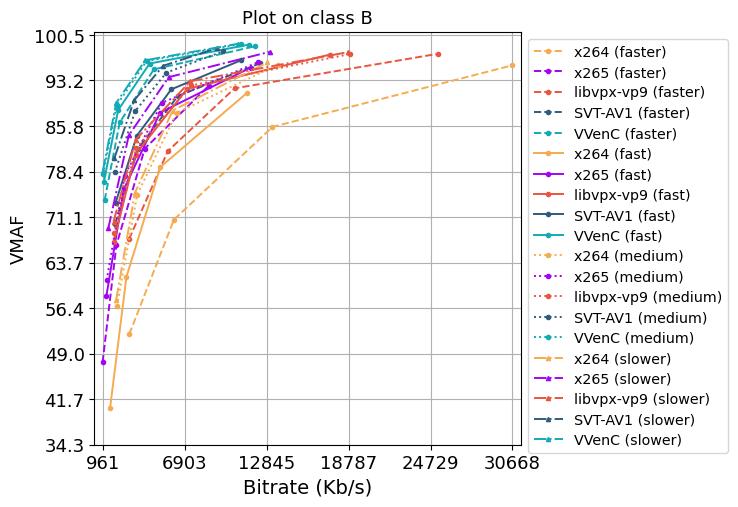 Plot on class B
100.5
93.2
85.8
78.4
71.1
63.7
56.4
49.0
41.7
34.3
VMAF
961
6903
12845
18787
24729
30668
Bitrate (Kb/s)
x264 (faster)
x265 (faster)
libvpx-vp9 (faster)
SVT-AV1 (faster)
VVenC (faster)
x264 (fast)
x265 (fast)
libvpx-vp9 (fast)
SVT-AV1 (fast)
VVenC (fast)
x264 (medium)
x265 (medium)
libvpx-vp9 (medium)
SVT-AV1 (medium)
VVenC (medium)
x264 (slower)
x265 (slower)
libvpx-vp9 (slower)
SVT-AV1 (slower)
VVenC (slower)